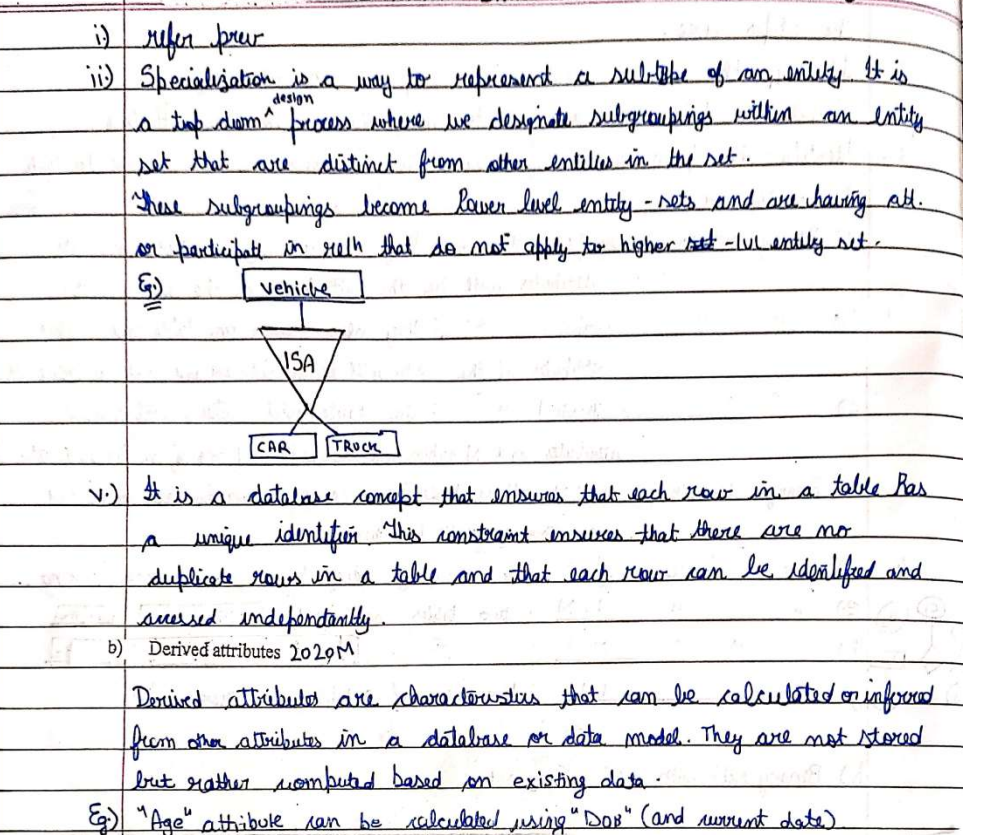 i) refer prev
ii) Specialisation is a way to represent a subtype of an entity. It is
design
a top down ^ process where we designate subgroupings within an entity
set that are distinct from other entities in the set.
These subgroupings become lower level entity - sets and are having att.
or participate in reln that do not apply to higher -lvl entity set.
Eg.) Vehicle
ISA
CAR TRUCK
v.) It is a database concept that ensures that each row in a table has
a unique identifier. This constraint ensures that there are no
duplicate rows in a table and that each row can be identified and
accessed independantly.
b) Derived attributes 2020M
Derived attributes are characteristics that can be calculated or inferred
from other attributes in a database or data model. They are not stored
but rather computed based on existing data.
Eg.) "Age" attribute can be calculated using "DOB" (and current date)